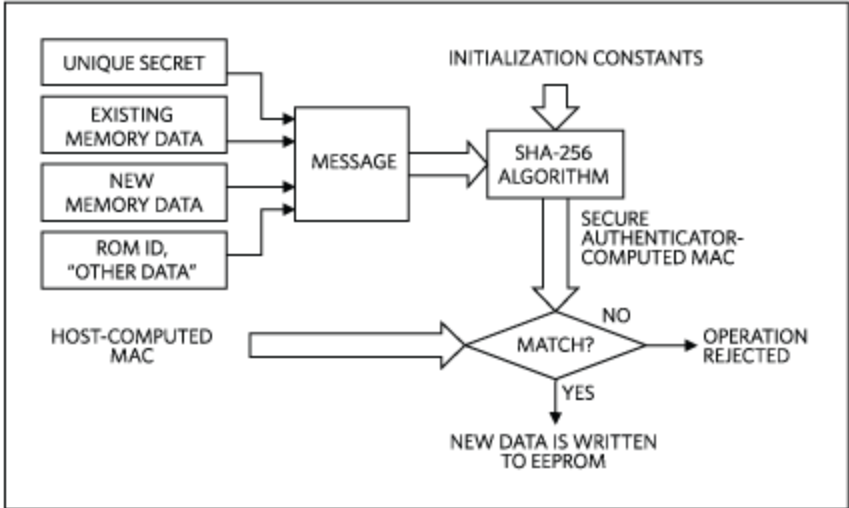 UNIQUE SECRET
EXISTING
MEMORY DATA
NEW
MEMORY DATA
ROM ID,
“OTHER DATA”
MESSAGE
INITIALIZATION CONSTANTS
SHA-256
ALGORITHM
SECURE
AUTHENTICATOR-
COMPUTED MAC
HOST-COMPUTED
MAC
MATCH?
NO
OPERATION
REJECTED
YES
NEW DATA IS WRITTEN
TO EEPROM